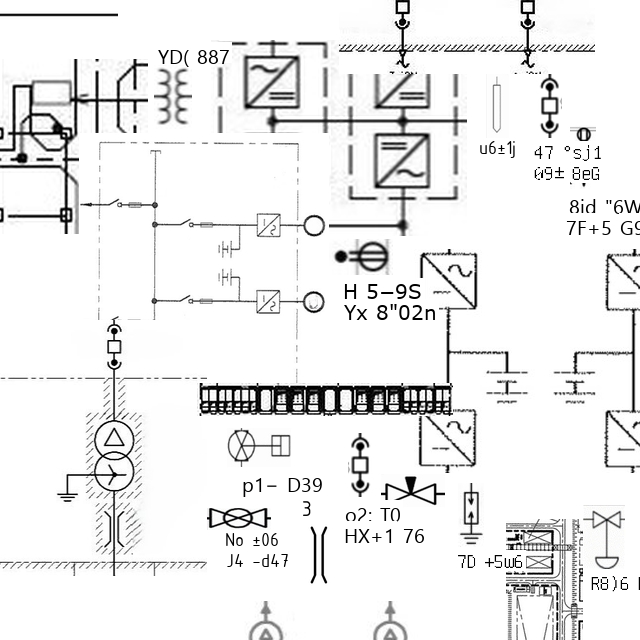 YD( 887
u6±1j
47 °sj1
09± 8eG
8id "6W
7F+5 G9
H 5−9S
Yx 8"02n
p1− D39
3
o2: T0
HX+1 76
No ±06
J4 -d47
7D +5w6
R8)6